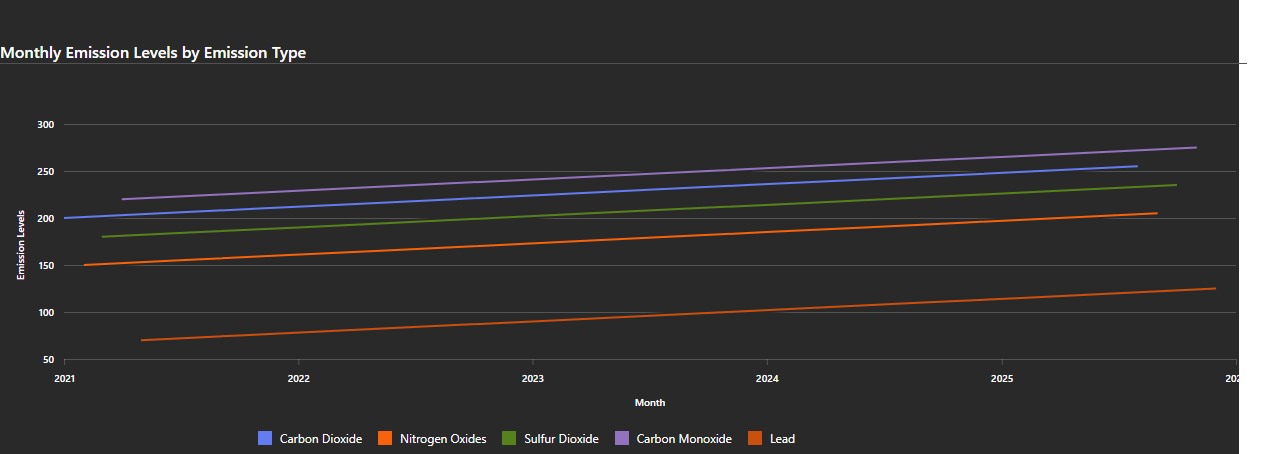 Monthly Emission Levels by Emission Type
300
250
200
150
100
50
Emission Levels
2021 2022 2023 2024 2025 202
Month
Carbon Dioxide Nitrogen Oxides Sulfur Dioxide Carbon Monoxide Lead